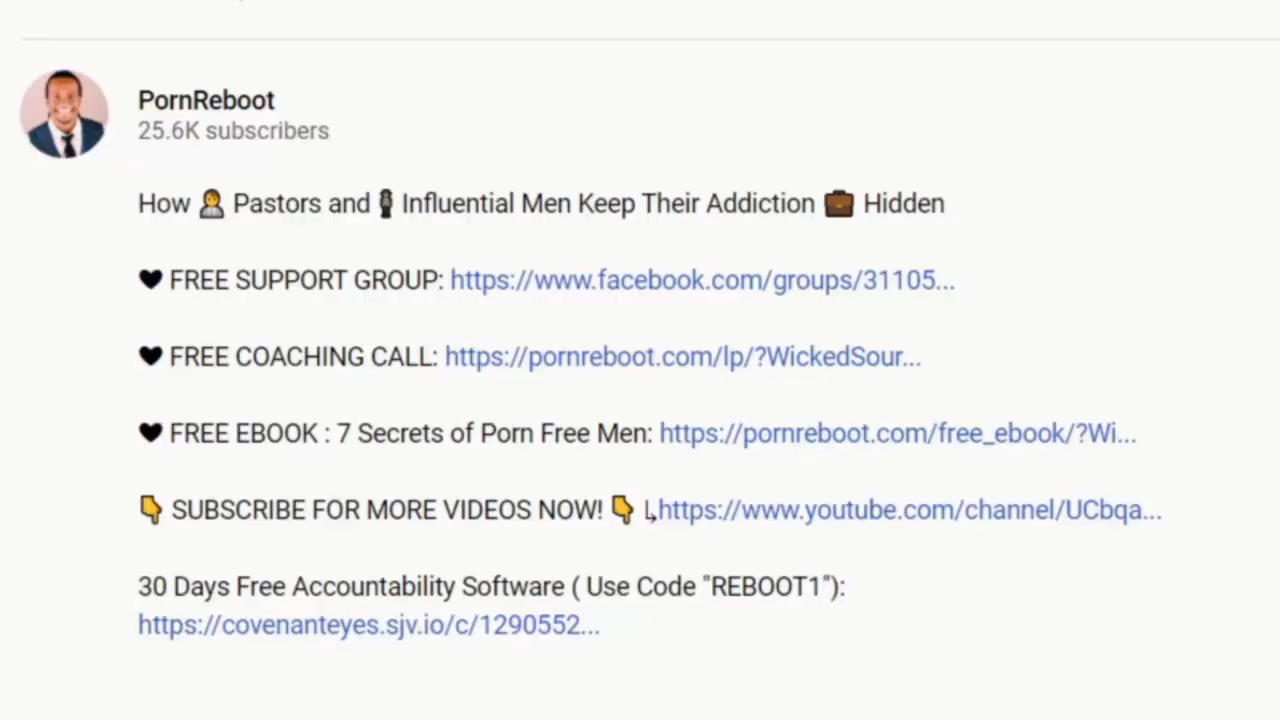 PornReboot
25.6K subscribers
How 👨‍💼 Pastors and 🕴 Influential Men Keep Their Addiction 💼 Hidden
🖤 FREE SUPPORT GROUP: https://www.facebook.com/groups/31105...
🖤 FREE COACHING CALL: https://pornreboot.com/lp/?WickedSour...
🖤 FREE EBOOK : 7 Secrets of Porn Free Men: https://pornreboot.com/free_ebook/?Wi...
👇 SUBSCRIBE FOR MORE VIDEOS NOW! 👇 ↳https://www.youtube.com/channel/UCbqa...
30 Days Free Accountability Software ( Use Code "REBOOT1"):
https://covenanteyes.sjv.io/c/1290552...